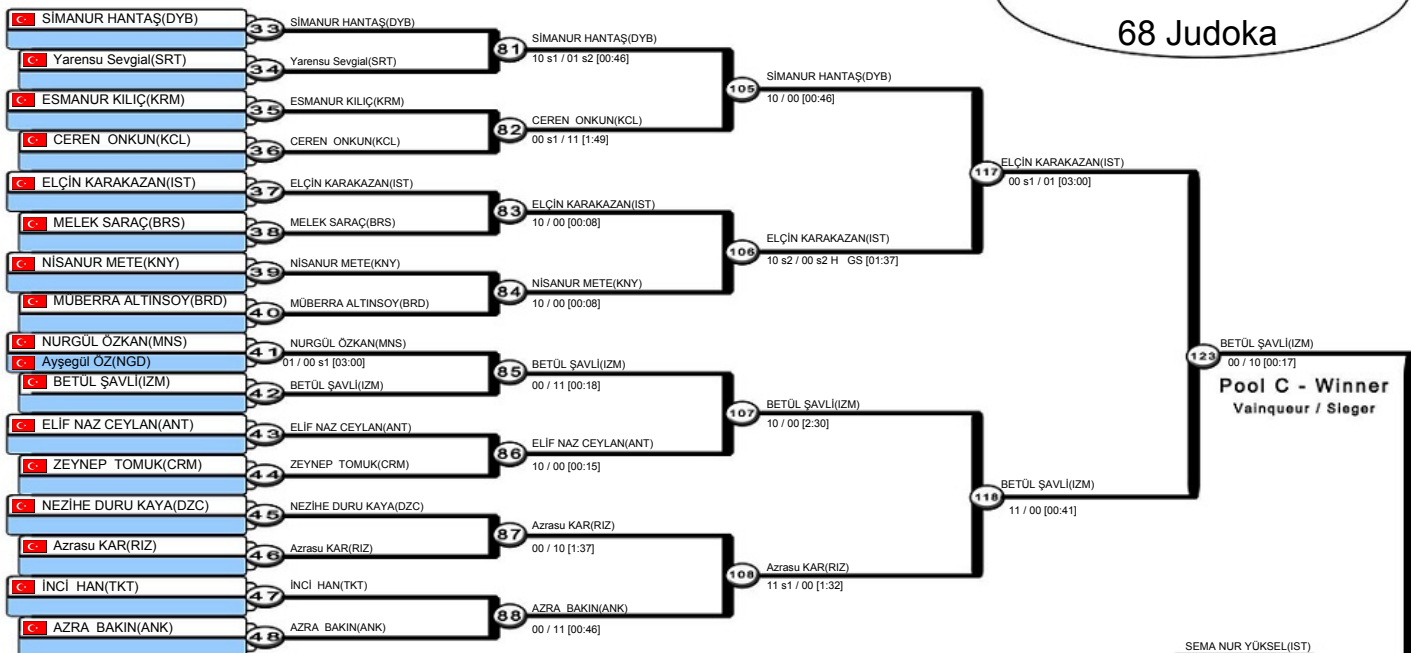 68 Judoka
SİMANUR HANTAŞ(DYB)
Yarensu Sevgial(SRT)
ESMANUR KILIÇ(KRM)
CEREN ONKUN(KCL)
ELÇİN KARAKAZAN(IST)
MELEK SARAÇ(BRS)
NİSANUR METE(KNY)
MÜBERRA ALTINSOY(BRD)
NURGÜL ÖZKAN(MNS)
Ayşegül ÖZ(NGD)
BETÜL ŞAVLİ(IZM)
ELİF NAZ CEYLAN(ANT)
ZEYNEP TOMUK(CRM)
NEZİHE DURU KAYA(DZC)
Azrasu KAR(RIZ)
İNCİ HAN(TKT)
AZRA BAKIN(ANK)
33
34
35
36
37
38
39
40
41
42
43
44
45
46
47
48
SİMANUR HANTAŞ(DYB)
Yarensu Sevgial(SRT)
ESMANUR KILIÇ(KRM)
CEREN ONKUN(KCL)
ELÇİN KARAKAZAN(IST)
MELEK SARAÇ(BRS)
NİSANUR METE(KNY)
MÜBERRA ALTINSOY(BRD)
NURGÜL ÖZKAN(MNS)
01 / 00 s1 [03:00]
BETÜL ŞAVLİ(IZM)
ELİF NAZ CEYLAN(ANT)
ZEYNEP TOMUK(CRM)
NEZİHE DURU KAYA(DZC)
Azrasu KAR(RIZ)
İNCİ HAN(TKT)
AZRA BAKIN(ANK)
81
SİMANUR HANTAŞ(DYB)
10 s1 / 01 s2 [00:46]
82
CEREN ONKUN(KCL)
00 s1 / 11 [1:49]
83
ELÇİN KARAKAZAN(IST)
10 / 00 [00:08]
84
NİSANUR METE(KNY)
10 / 00 [00:08]
85
BETÜL ŞAVLİ(IZM)
00 / 11 [00:18]
86
ELİF NAZ CEYLAN(ANT)
10 / 00 [00:15]
87
Azrasu KAR(RIZ)
00 / 10 [1:37]
88
AZRA BAKIN(ANK)
00 / 11 [00:46]
105
SİMANUR HANTAŞ(DYB)
10 / 00 [00:46]
106
ELÇİN KARAKAZAN(IST)
10 s2 / 00 s2 H GS [01:37]
107
BETÜL ŞAVLİ(IZM)
10 / 00 [2:30]
108
Azrasu KAR(RIZ)
11 s1 / 00 [1:32]
117
ELÇİN KARAKAZAN(IST)
00 s1 / 01 [03:00]
118
BETÜL ŞAVLİ(IZM)
11 / 00 [00:41]
123
BETÜL ŞAVLİ(IZM)
00 / 10 [00:17]
Pool C - Winner
Vainqueur / Sieger
SEMA NUR YÜKSEL(IST)